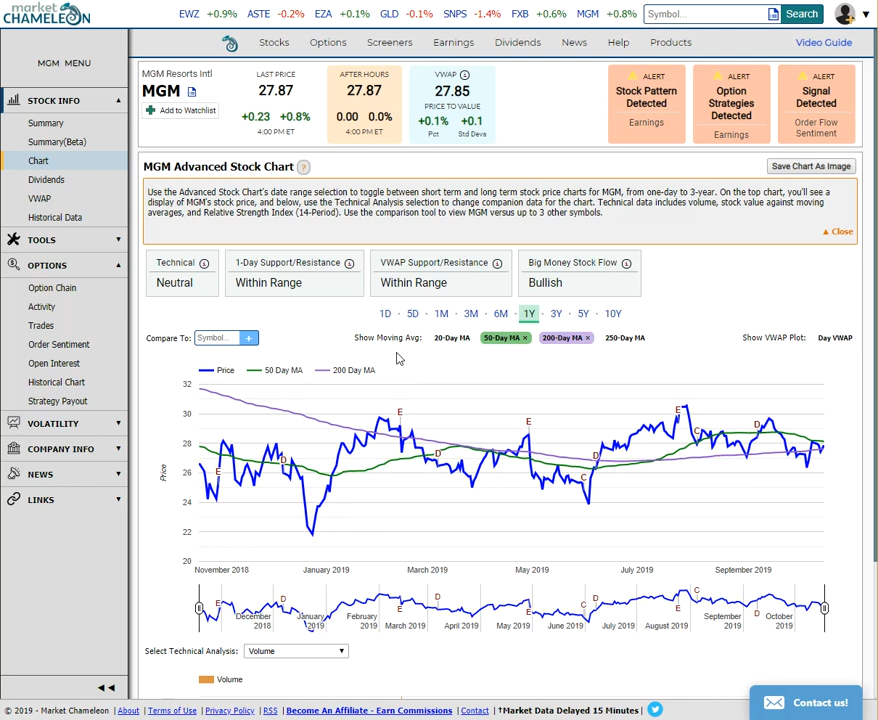 market
CHAMELEON
EWZ +0.9% ASTE -0.2% EZA +0.1% GLD -0.1% SNPS -1.4% FXB +0.6% MGM +0.8%
Symbol... Search
Stocks Options Screeners Earnings Dividends News Help Products Video Guide
MGM MENU
STOCK INFO
Summary
Summary(Beta)
Chart
Dividends
VWAP
Historical Data
TOOLS
OPTIONS
Option Chain
Activity
Trades
Order Sentiment
Open Interest
Historical Chart
Strategy Payout
VOLATILITY
COMPANY INFO
NEWS
LINKS
MGM Resorts Intl
MGM
Add to Watchlist
LAST PRICE
27.87
+0.23 +0.8%
4:00 PM ET
AFTER HOURS
27.87
0.00 0.0%
4:00 PM ET
VWAP
27.85
PRICE TO VALUE
+0.1% +0.1
Pct Std Devs
ALERT
Stock Pattern
Detected
Earnings
ALERT
Option
Strategies
Detected
Earnings
ALERT
Signal
Detected
Order Flow
Sentiment
MGM Advanced Stock Chart ?
Save Chart As Image
Use the Advanced Stock Chart's date range selection to toggle between short term and long term stock price charts for MGM, from one-day to 3-year. On the top chart, you'll see a
display of MGM's stock price, and below, use the Technical Analysis selection to change companion data for the chart. Technical data includes volume, stock value against moving
averages, and Relative Strength Index (14-Period). Use the comparison tool to view MGM versus up to 3 other symbols.
▲ Close
Technical
Neutral
1-Day Support/Resistance
Within Range
VWAP Support/Resistance
Within Range
Big Money Stock Flow
Bullish
1D · 5D · 1M · 3M · 6M · 1Y · 3Y · 5Y · 10Y
Compare To: Symbol... +
Show Moving Avg: 20-Day MA 50-Day MA × 200-Day MA × 250-Day MA
Show VWAP Plot: Day VWAP
Price 50 Day MA 200 Day MA
32
30
28
26
24
22
20
Price
E D E D E C D E C D
November 2018 January 2019 March 2019 May 2019 July 2019 September 2019
E D E D E C D E C D
December
2018
January
2019
February
2019
March 2019
April 2019
May 2019
June 2019
July 2019
August 2019
September
2019
October
2019
Select Technical Analysis: Volume
Volume
Contact us!
© 2019 - Market Chameleon | About | Terms of Use | Privacy Policy | RSS | Become An Affiliate - Earn Commissions | Contact | †Market Data Delayed 15 Minutes |